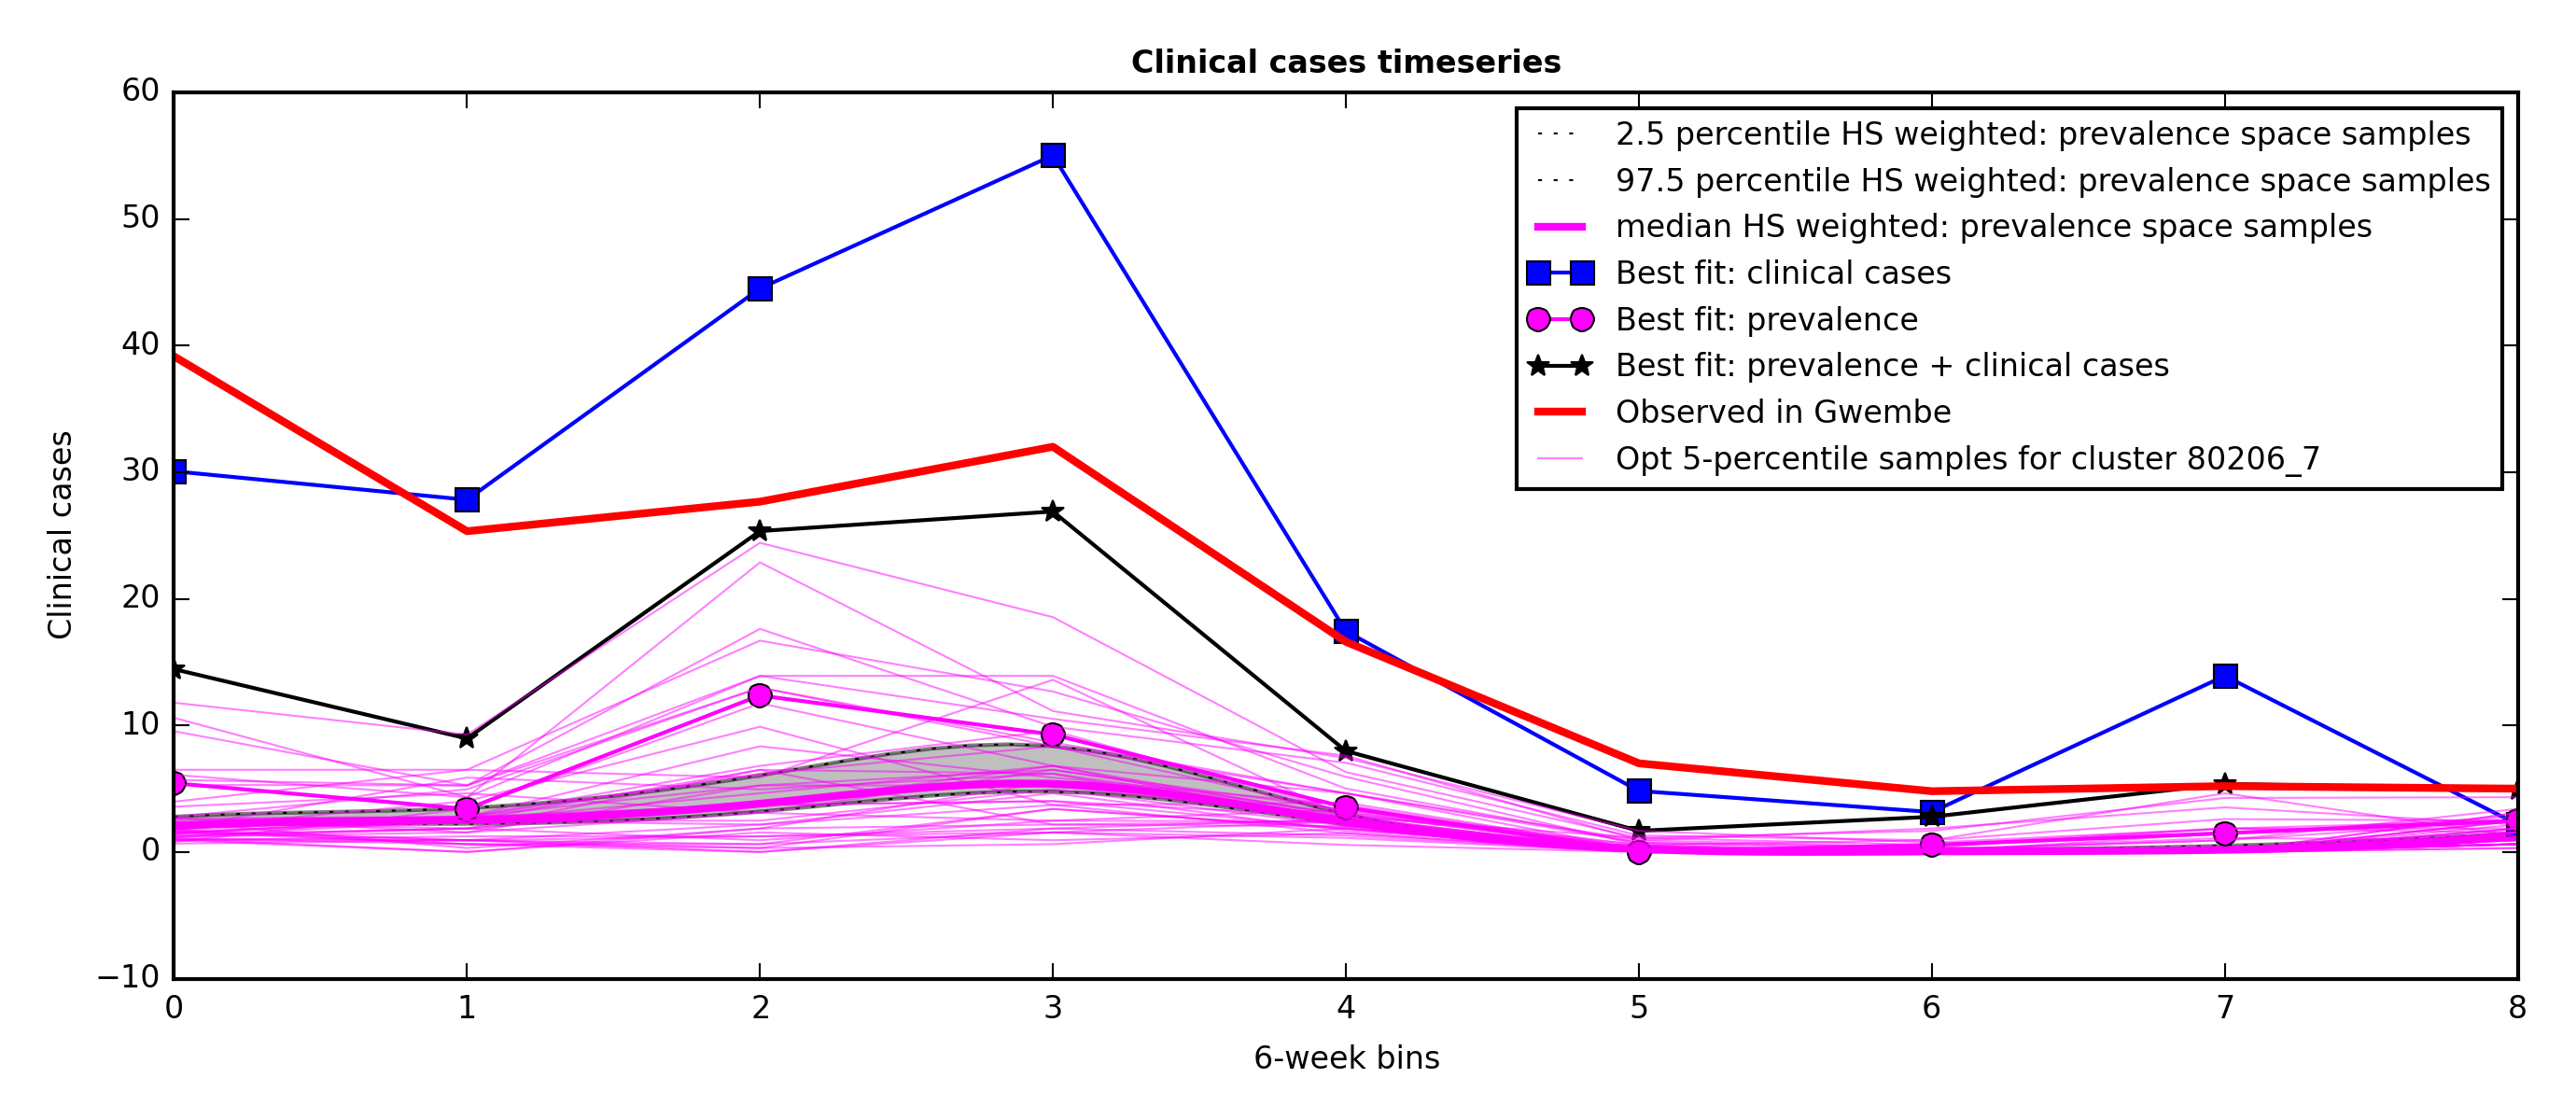 Clinical cases timeseries
60
50
40
30
20
10
0
−10
Clinical cases
2.5 percentile HS weighted: prevalence space samples
97.5 percentile HS weighted: prevalence space samples
median HS weighted: prevalence space samples
Best fit: clinical cases
Best fit: prevalence
Best fit: prevalence + clinical cases
Observed in Gwembe
Opt 5-percentile samples for cluster 80206_7
0 1 2 3 4 5 6 7 8
6-week bins